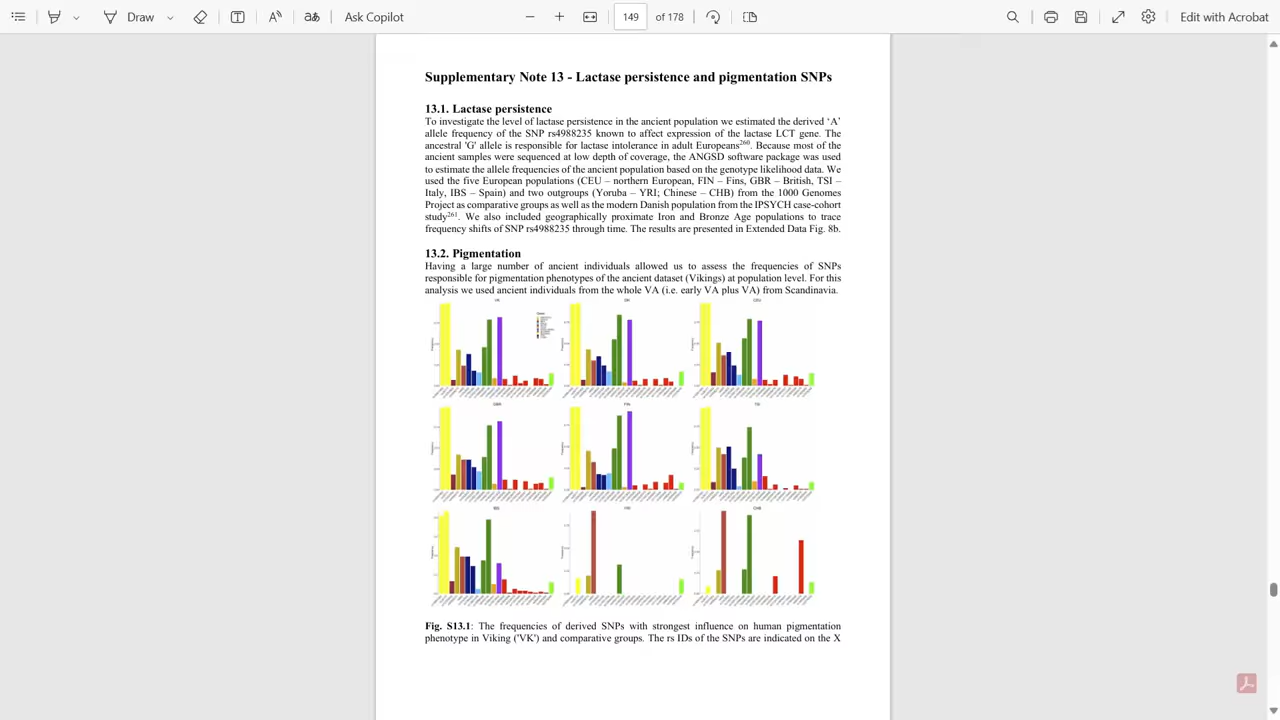 Draw
Ask Copilot
149 of 178
Edit with Acrobat
Supplementary Note 13 - Lactase persistence and pigmentation SNPs
13.1. Lactase persistence
To investigate the level of lactase persistence in the ancient population we estimated the derived ‘A’
allele frequency of the SNP rs4988235 known to affect expression of the lactase LCT gene. The
ancestral 'G' allele is responsible for lactase intolerance in adult Europeans260. Because most of the
ancient samples were sequenced at low depth of coverage, the ANGSD software package was used
to estimate the allele frequencies of the ancient population based on the genotype likelihood data. We
used the five European populations (CEU – northern European, FIN – Fins, GBR – British, TSI –
Italy, IBS – Spain) and two outgroups (Yoruba – YRI; Chinese – CHB) from the 1000 Genomes
Project as comparative groups as well as the modern Danish population from the IPSYCH case-cohort
study261. We also included geographically proximate Iron and Bronze Age populations to trace
frequency shifts of SNP rs4988235 through time. The results are presented in Extended Data Fig. 8b.
13.2. Pigmentation
Having a large number of ancient individuals allowed us to assess the frequencies of SNPs
responsible for pigmentation phenotypes of the ancient dataset (Vikings) at population level. For this
analysis we used ancient individuals from the whole VA (i.e. early VA plus VA) from Scandinavia.
VK DK CEU
GBR FIN TSI
IBS YRI CHB
Fig. S13.1: The frequencies of derived SNPs with strongest influence on human pigmentation
phenotype in Viking ('VK') and comparative groups. The rs IDs of the SNPs are indicated on the X